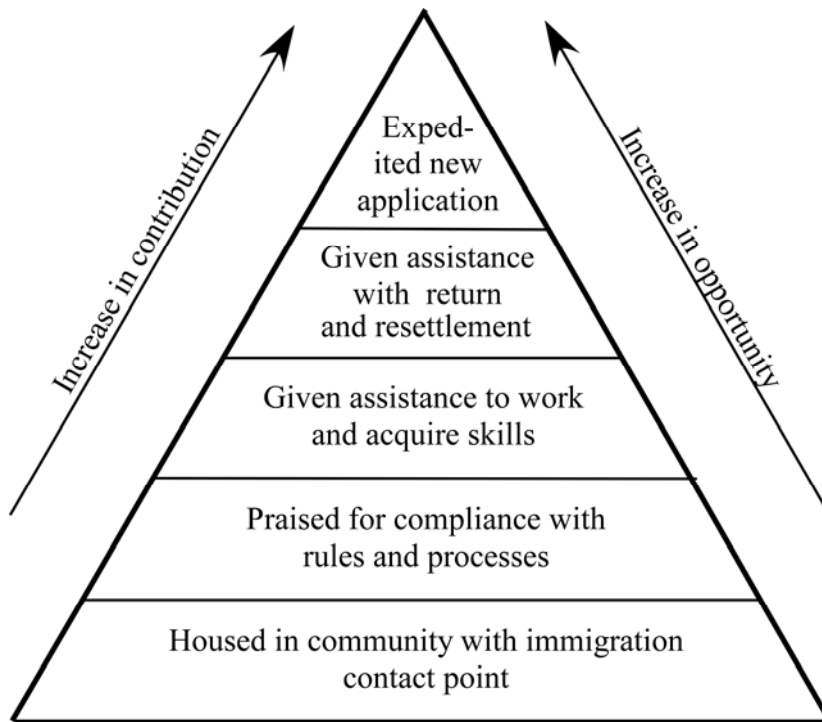 Increase in contribution
Increase in opportunity
Exped-
ited new
application
Given assistance
with return
and resettlement
Given assistance to work
and acquire skills
Praised for compliance with
rules and processes
Housed in community with immigration
contact point